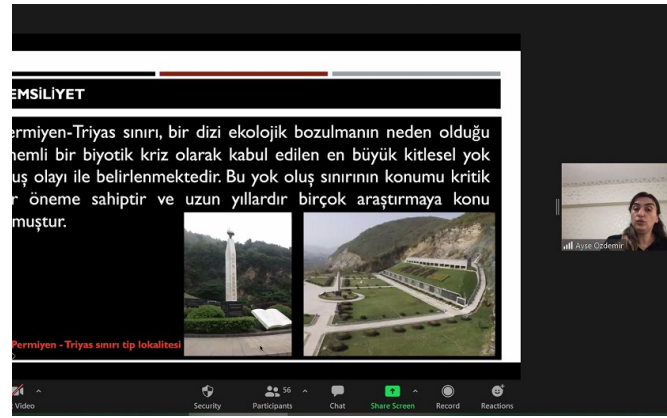 EMSİLİYET
ermiyen-Triyas sınırı, bir dizi ekolojik bozulmanın neden olduğu
nemli bir biyotik kriz olarak kabul edilen en büyük kitlesel yok
uş olayı ile belirlenmektedir. Bu yok oluş sınırının konumu kritik
r öneme sahiptir ve uzun yıllardır birçok araştırmaya konu
muştur.
Permiyen - Triyas sınırı tip lokalitesi
Ayse Ozdemir
Video
Security
56
Participants
Chat
Share Screen
Record
Reactions